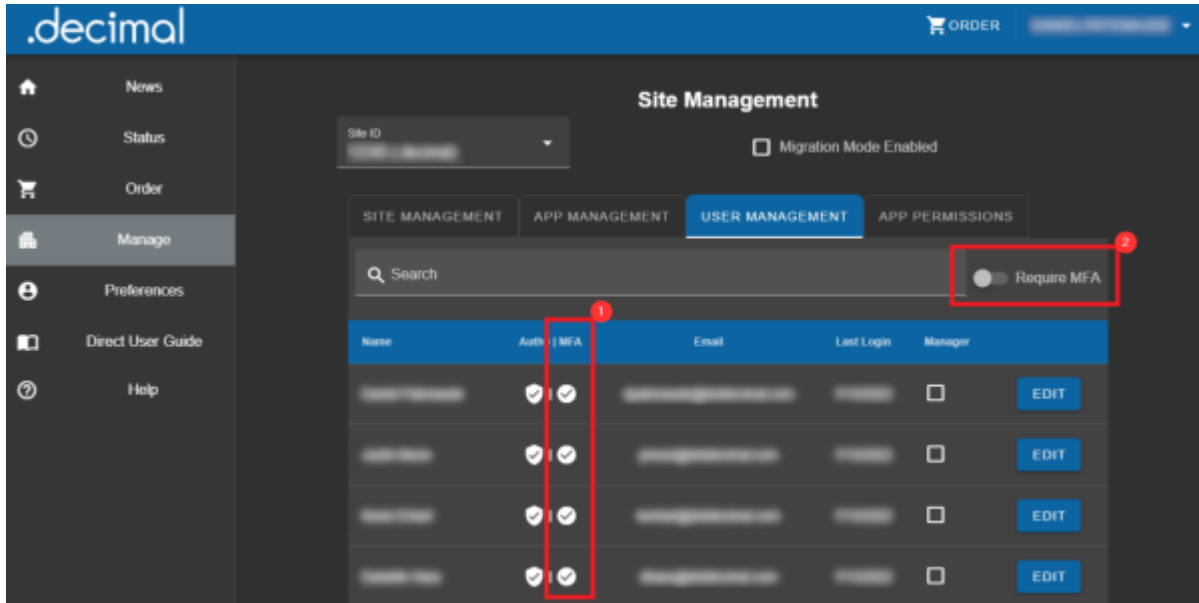 .decimal
ORDER
News
Status
Order
Manage
Preferences
Direct User Guide
Help
Site Management
Site ID
Migration Mode Enabled
SITE MANAGEMENT APP MANAGEMENT USER MANAGEMENT APP PERMISSIONS
2
Search
Require MFA
1
Name | MFA Email Last Login Manager
EDIT
EDIT
EDIT
EDIT